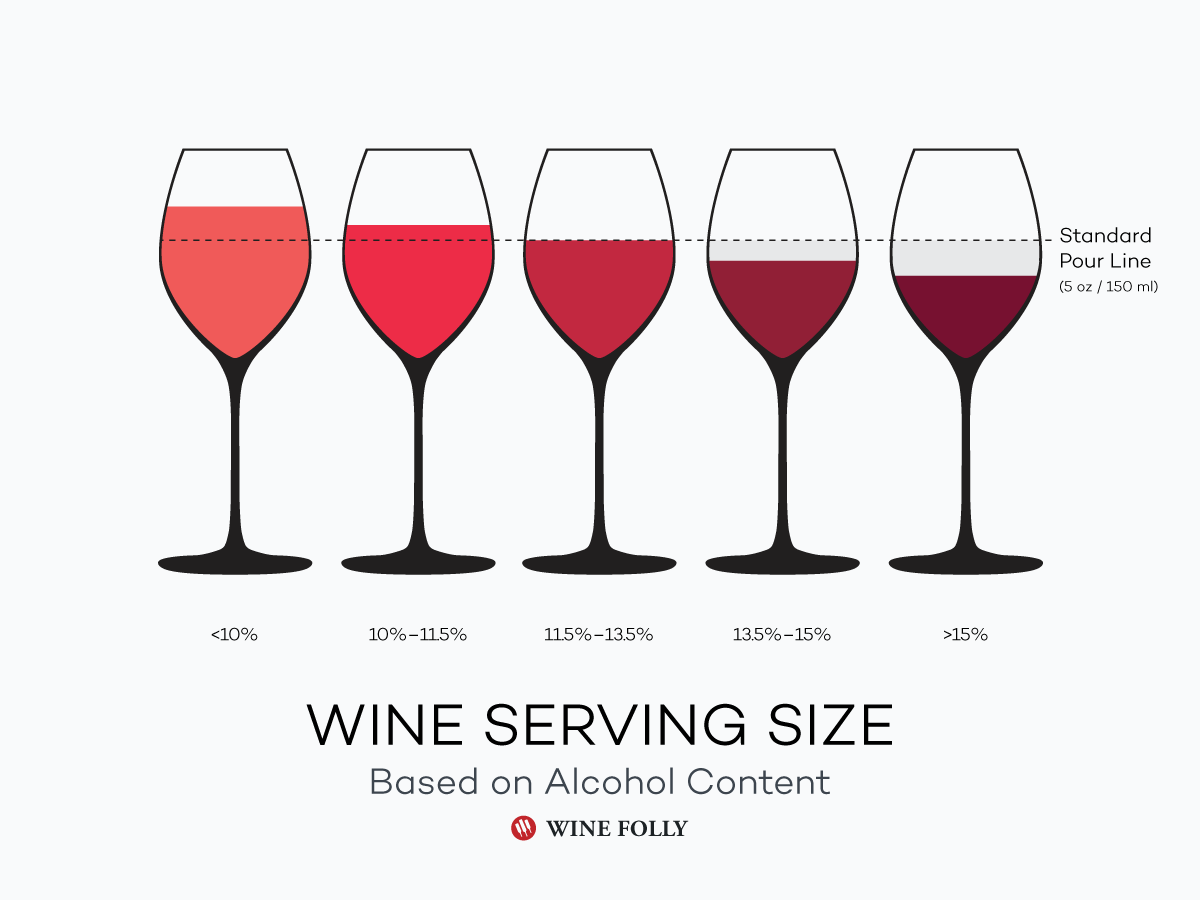 Standard
Pour Line
(5 oz / 150 ml)
<10%
10%–11.5%
11.5%–13.5%
13.5%–15%
>15%
WINE SERVING SIZE
Based on Alcohol Content
WINE FOLLY